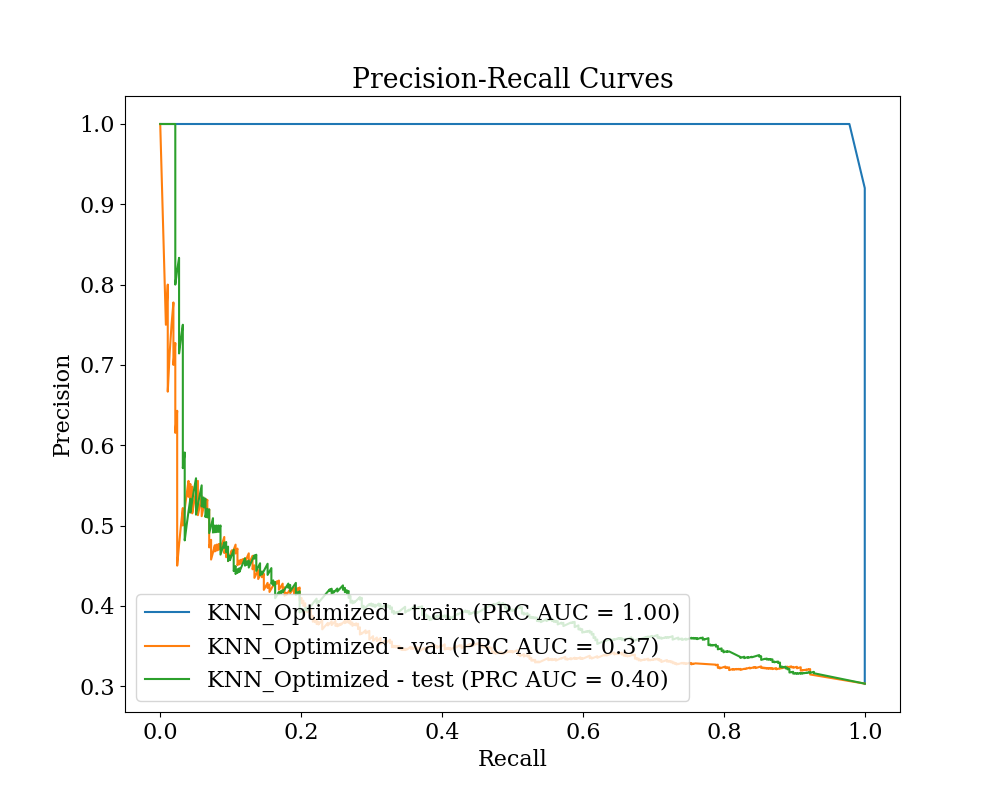 Precision-Recall Curves
Precision
1.0
0.9
0.8
0.7
0.6
0.5
0.4
0.3
KNN_Optimized - train (PRC AUC = 1.00)
KNN_Optimized - val (PRC AUC = 0.37)
KNN_Optimized - test (PRC AUC = 0.40)
0.0 0.2 0.4 0.6 0.8 1.0
Recall